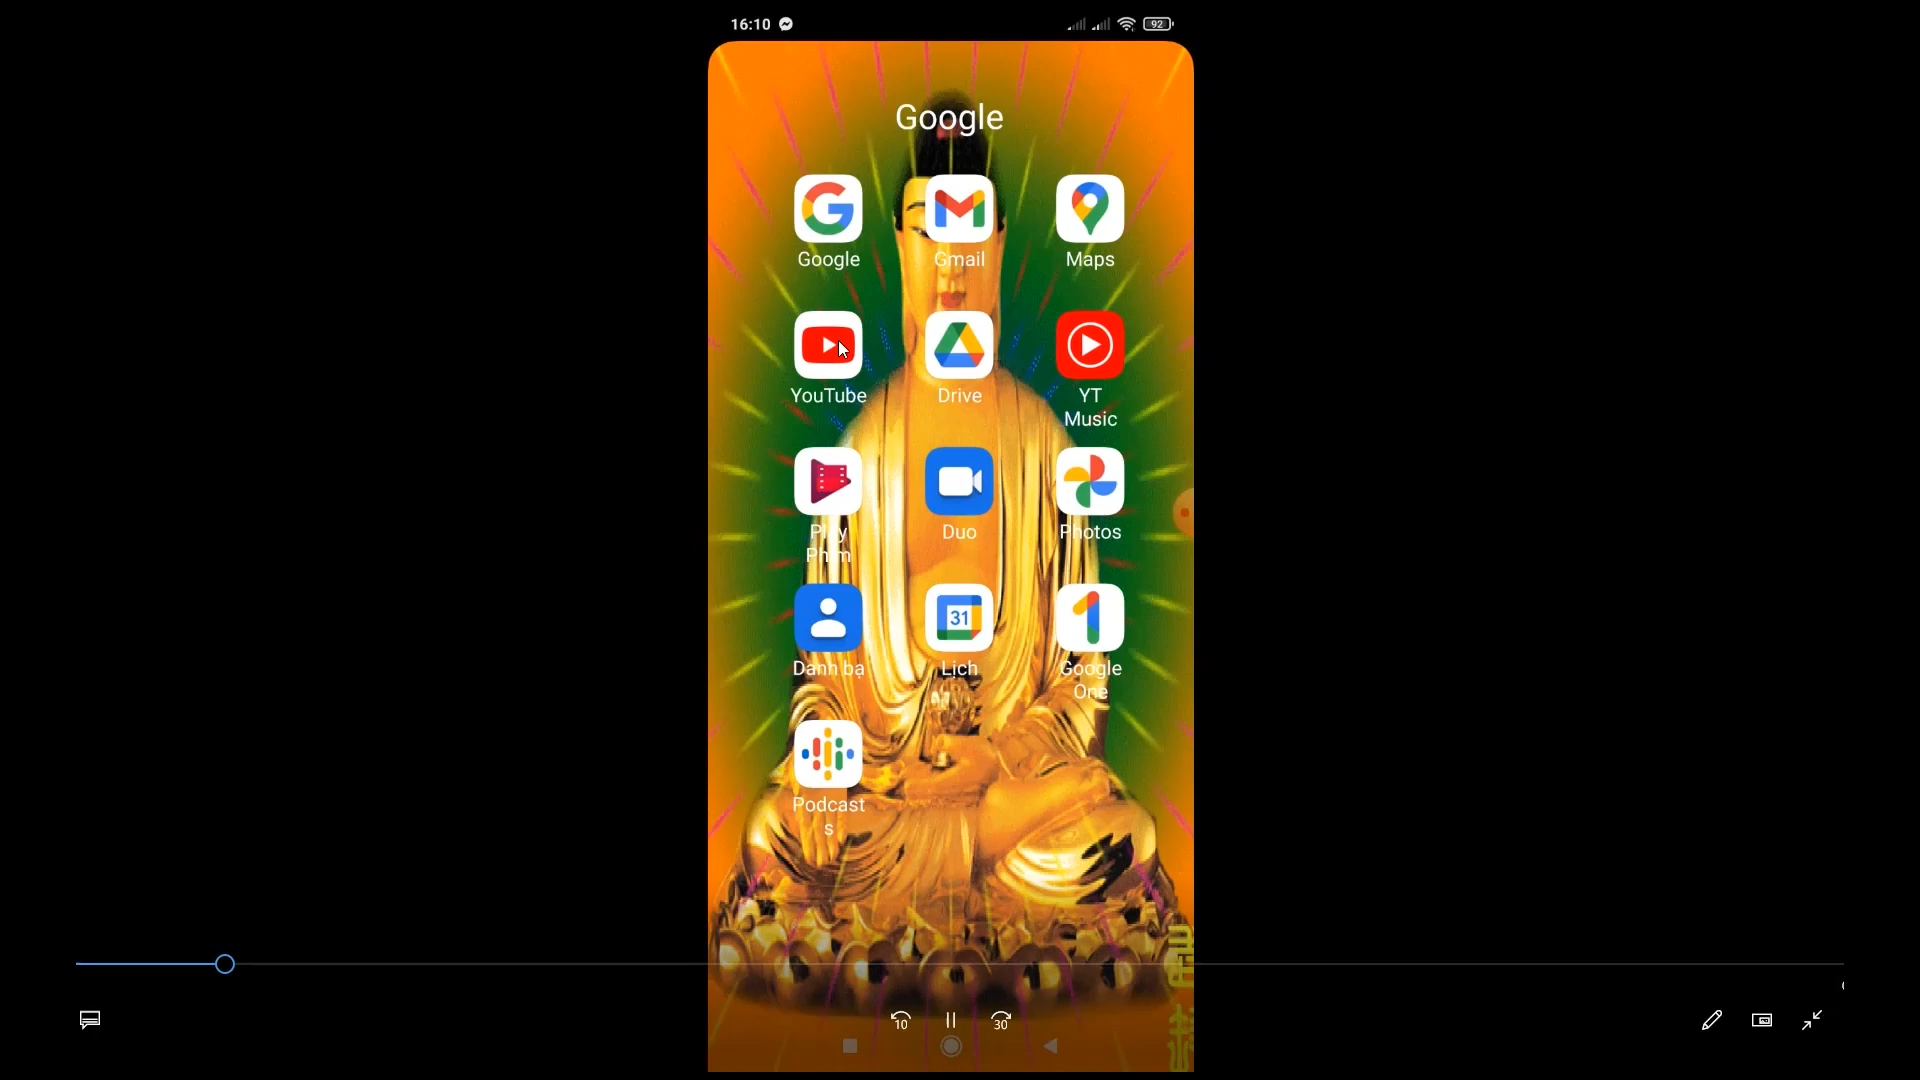 16:10
92
Google
Google
Gmail
Maps
YouTube
Drive
YT
Music
Play
Phim
Duo
Photos
31
Danh bạ
Lịch
Google
One
Podcast
s
10
30